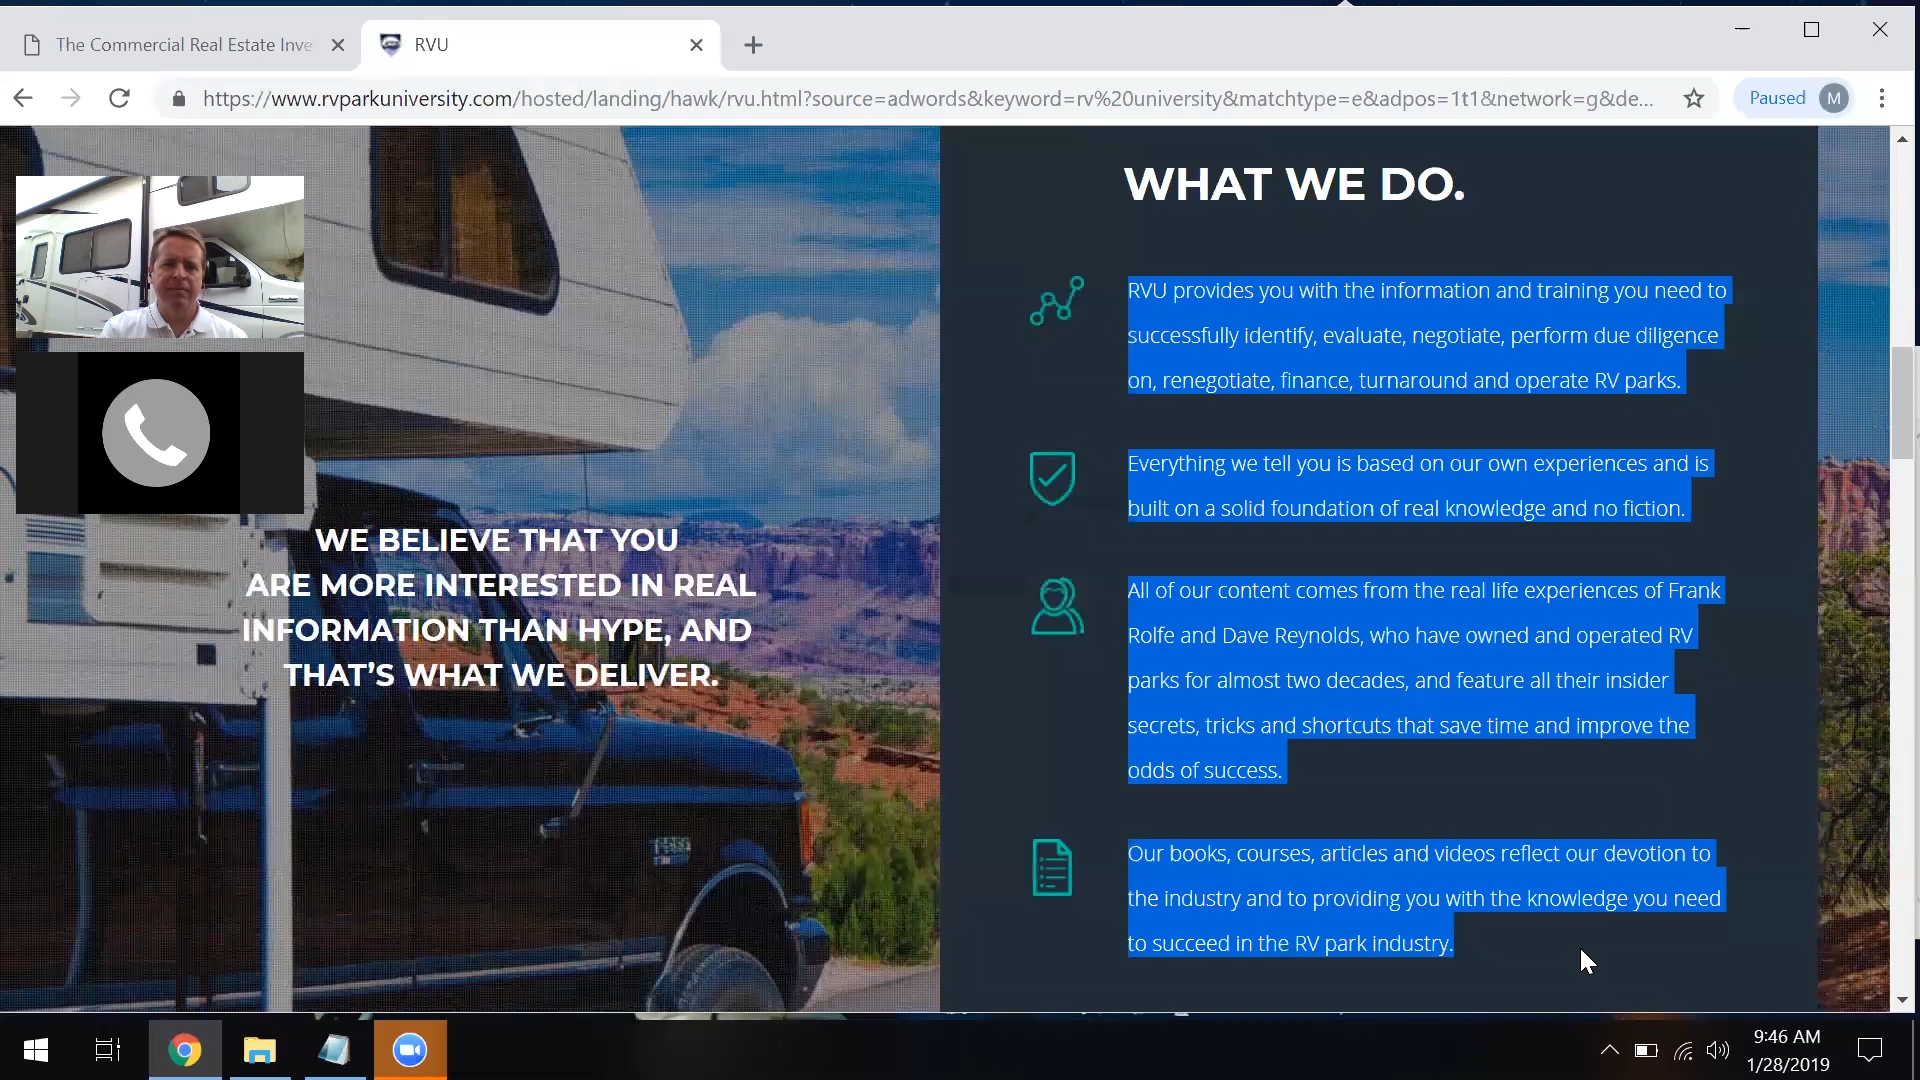 The Commercial Real Estate Inve
RVU
https://www.rvparkuniversity.com/hosted/landing/hawk/rvu.html?source=adwords&keyword=rv%20university&matchtype=e&adpos=1t1&network=g&de...
Paused
M
WE BELIEVE THAT YOU
ARE MORE INTERESTED IN REAL
INFORMATION THAN HYPE, AND
THAT'S WHAT WE DELIVER.
WHAT WE DO.
RVU provides you with the information and training you need to
successfully identify, evaluate, negotiate, perform due diligence
on, renegotiate, finance, turnaround and operate RV parks.
Everything we tell you is based on our own experiences and is
built on a solid foundation of real knowledge and no fiction.
All of our content comes from the real life experiences of Frank
Rolfe and Dave Reynolds, who have owned and operated RV
parks for almost two decades, and feature all their insider
secrets, tricks and shortcuts that save time and improve the
odds of success.
Our books, courses, articles and videos reflect our devotion to
the industry and to providing you with the knowledge you need
to succeed in the RV park industry.
9:46 AM
1/28/2019